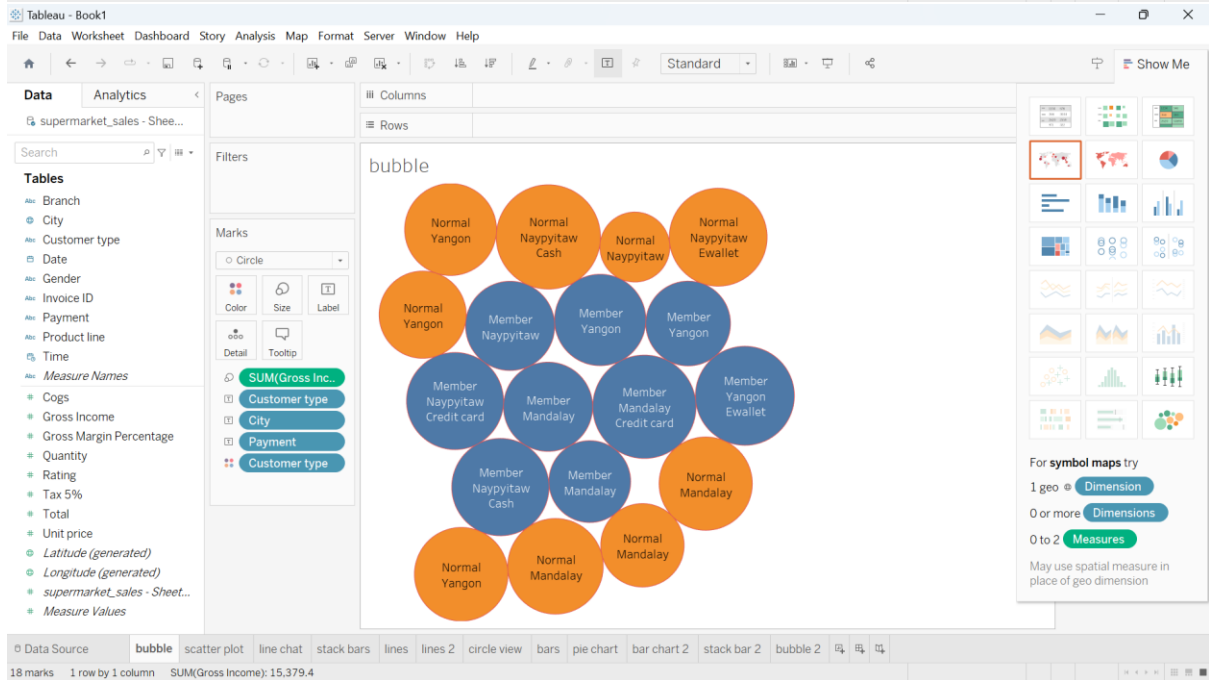 Tableau - Book1
File Data Worksheet Dashboard Story Analysis Map Format Server Window Help
Standard
Show Me
Data Analytics
supermarket_sales - Shee...
Search
Tables
Abc Branch
City
Abc Customer type
Date
Abc Gender
Abc Invoice ID
Abc Payment
Abc Product line
Time
Abc Measure Names
# Cogs
# Gross Income
# Gross Margin Percentage
# Quantity
# Rating
# Tax 5%
# Total
# Unit price
Latitude (generated)
Longitude (generated)
# supermarket_sales - Sheet...
# Measure Values
Pages
Filters
Marks
Circle
Color Size Label
Detail Tooltip
SUM(Gross Inc..
Customer type
City
Payment
Customer type
Columns
Rows
bubble
Normal
Yangon
Normal
Naypyitaw
Cash
Normal
Naypyitaw
Normal
Naypyitaw
Ewallet
Normal
Yangon
Member
Naypyitaw
Member
Yangon
Member
Yangon
Member
Naypyitaw
Credit card
Member
Mandalay
Member
Mandalay
Credit card
Member
Yangon
Ewallet
Member
Naypyitaw
Cash
Member
Mandalay
Normal
Mandalay
Normal
Yangon
Normal
Mandalay
Normal
Mandalay
For symbol maps try
1 geo Dimension
0 or more Dimensions
0 to 2 Measures
May use spatial measure in
place of geo dimension
Data Source bubble scatter plot line chat stack bars lines lines 2 circle view bars pie chart bar chart 2 stack bar 2 bubble 2
18 marks 1 row by 1 column SUM(Gross Income): 15,379.4